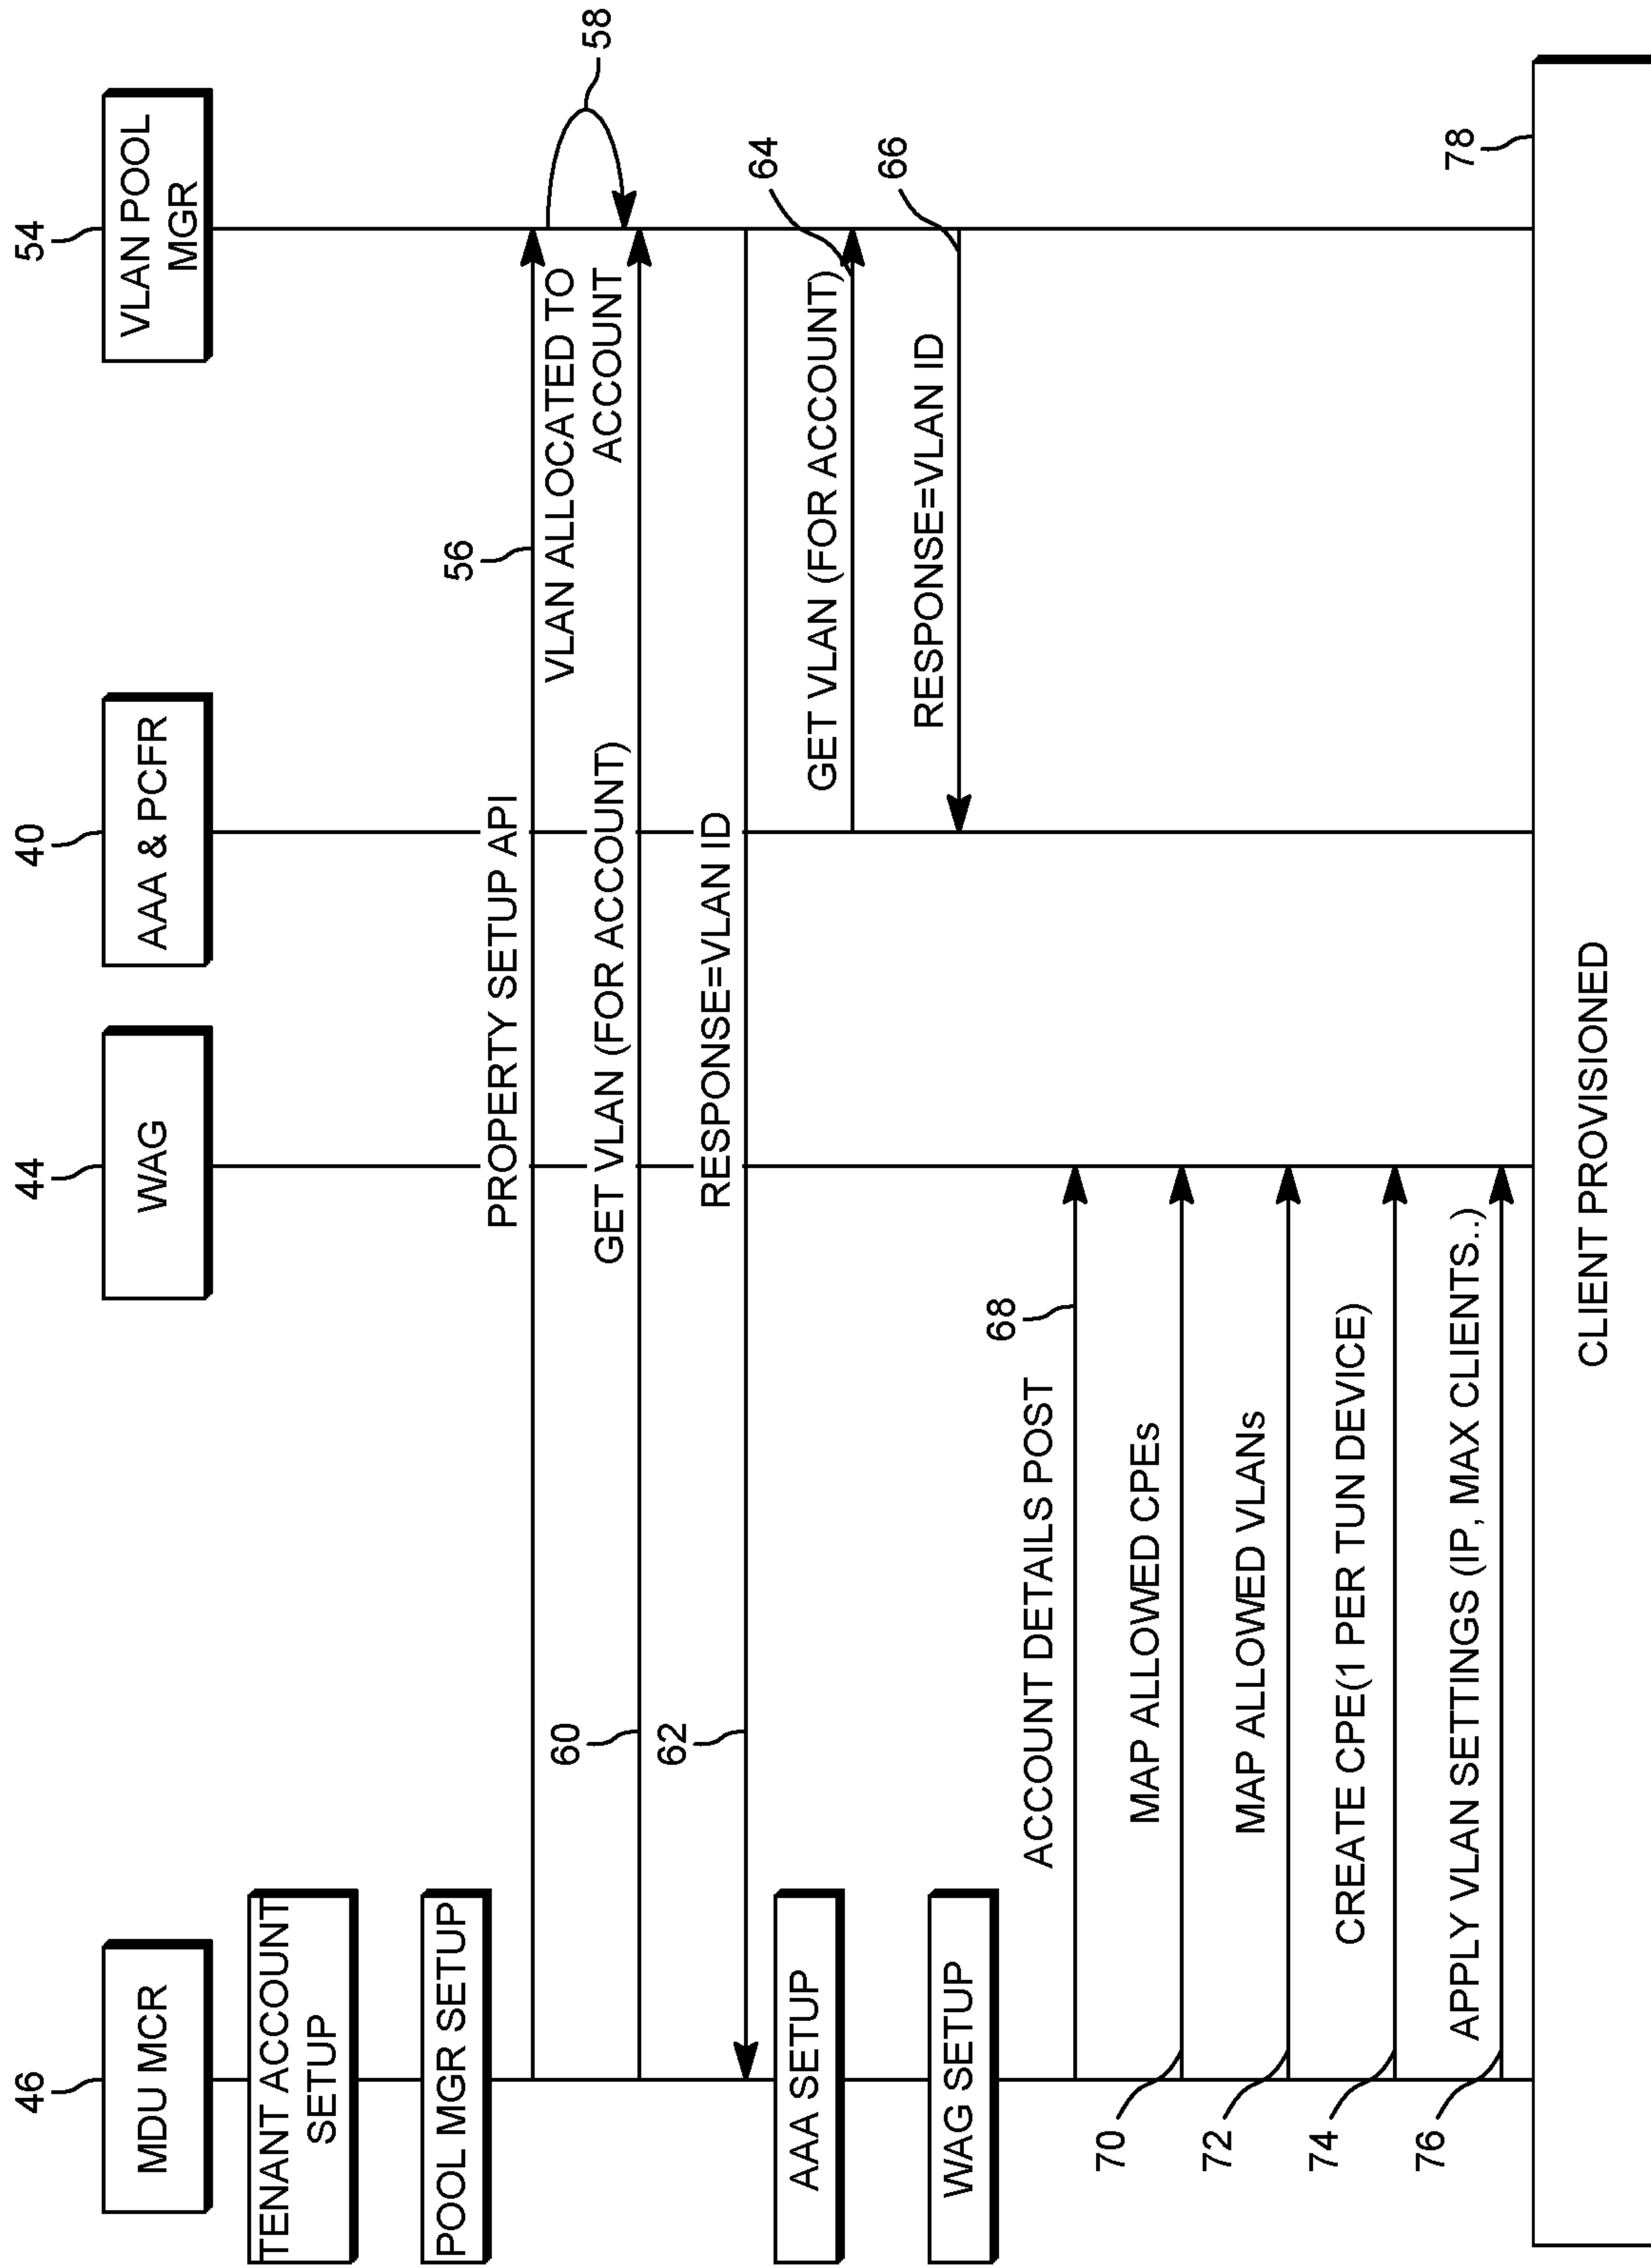 46
44
40
54
MDU MCR
WAG
AAA & PCFR
VLAN POOL
MGR
TENANT ACCOUNT
SETUP
POOL MGR SETUP
PROPERTY SETUP API
56
VLAN ALLOCATED TO
ACCOUNT
58
60
GET VLAN (FOR ACCOUNT)
62
RESPONSE=VLAN ID
AAA SETUP
GET VLAN (FOR ACCOUNT)
64
RESPONSE=VLAN ID
66
WAG SETUP
ACCOUNT DETAILS POST
68
70
MAP ALLOWED CPEs
72
MAP ALLOWED VLANs
74
CREATE CPE(1 PER TUN DEVICE)
76
APPLY VLAN SETTINGS (IP, MAX CLIENTS..)
78
CLIENT PROVISIONED